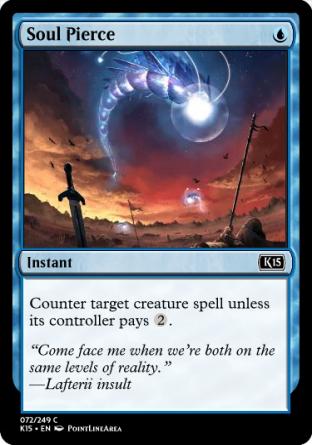 Soul Pierce
Instant
K15
Counter target creature spell unless
its controller pays 2.
“Come face me when we’re both on the
same levels of reality.”
—Lafterii insult
072/249 C
K15 • EN PointLineArea